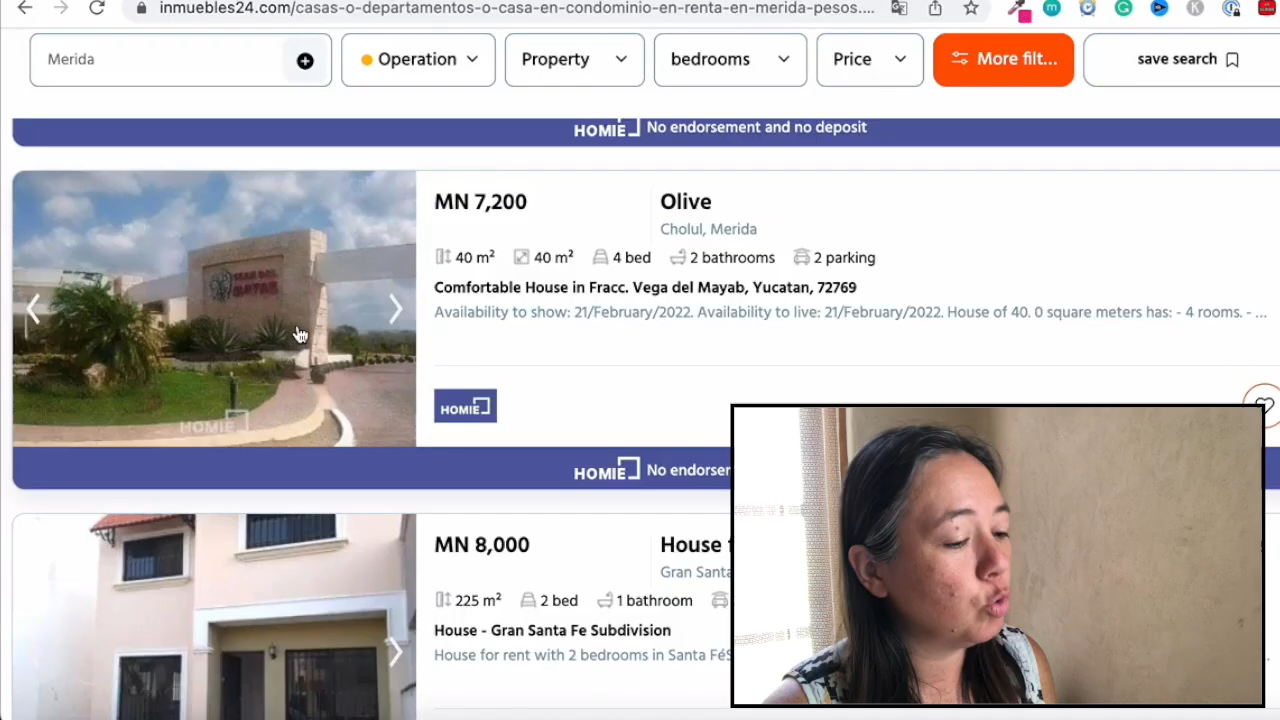 inmuebles24.com/casas-o-departamentos-o-casa-en-condominio-en-renta-en-merida-pesos....
Merida
Operation
Property
bedrooms
Price
More filt...
save search
HOMIE No endorsement and no deposit
MN 7,200
Olive
Cholul, Merida
40 m² 40 m² 4 bed 2 bathrooms 2 parking
Comfortable House in Fracc. Vega del Mayab, Yucatan, 72769
Availability to show: 21/February/2022. Availability to live: 21/February/2022. House of 40. 0 square meters has: - 4 rooms. - ...
HOMIE
HOMIE
HOMIE No endorser
MN 8,000
House f
Gran Santa
225 m² 2 bed 1 bathroom
House - Gran Santa Fe Subdivision
House for rent with 2 bedrooms in Santa FéS